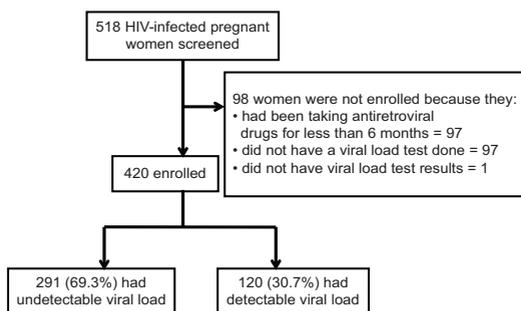 518 HIV-infected pregnant
women screened
98 women were not enrolled because they:
• had been taking antiretroviral
drugs for less than 6 months = 97
• did not have a viral load test done = 97
• did not have viral load test results = 1
420 enrolled
291 (69.3%) had
undetectable viral load
120 (30.7%) had
detectable viral load